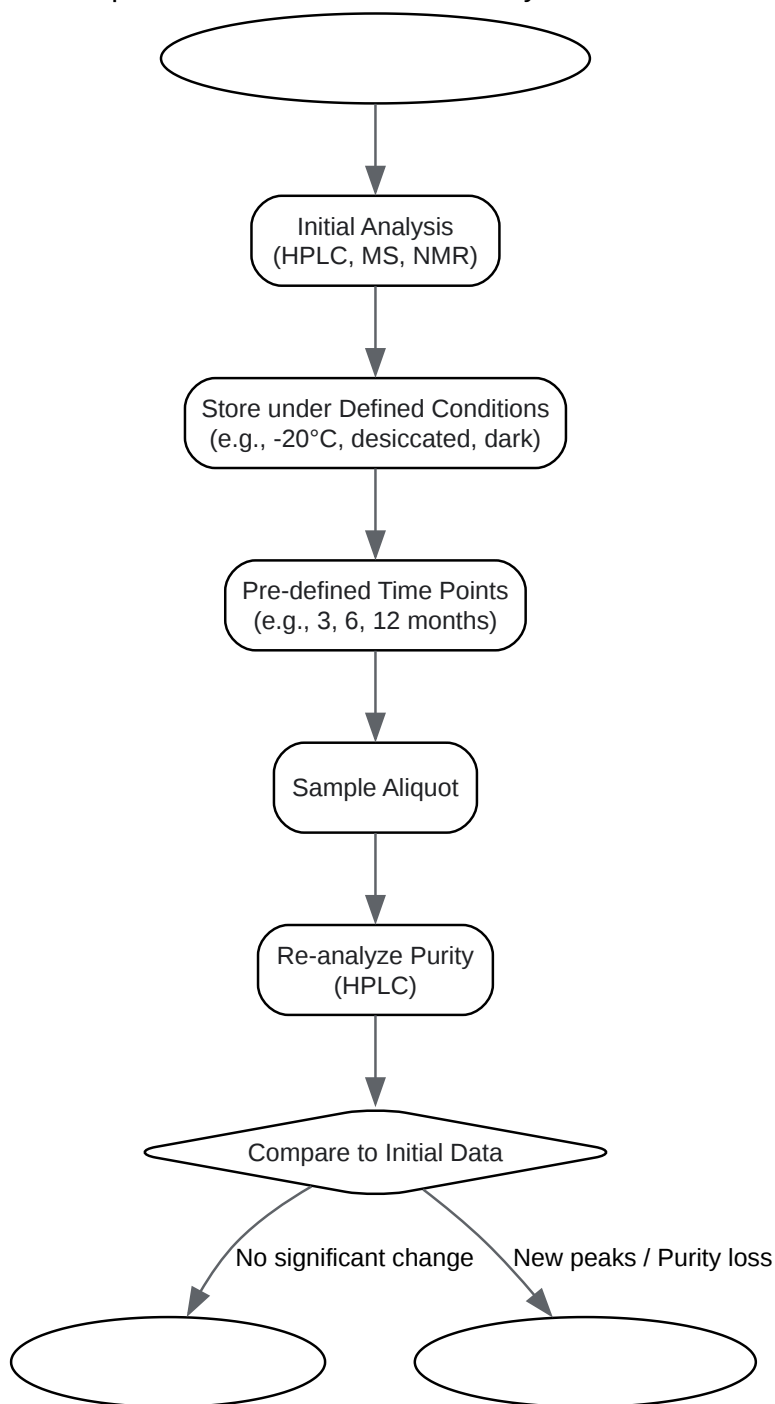 Initial Analysis
(HPLC, MS, NMR)
Store under Defined Conditions
(e.g., -20°C, desiccated, dark)
Pre-defined Time Points
(e.g., 3, 6, 12 months)
Sample Aliquot
Re-analyze Purity
(HPLC)
Compare to Initial Data
No significant change
New peaks / Purity loss